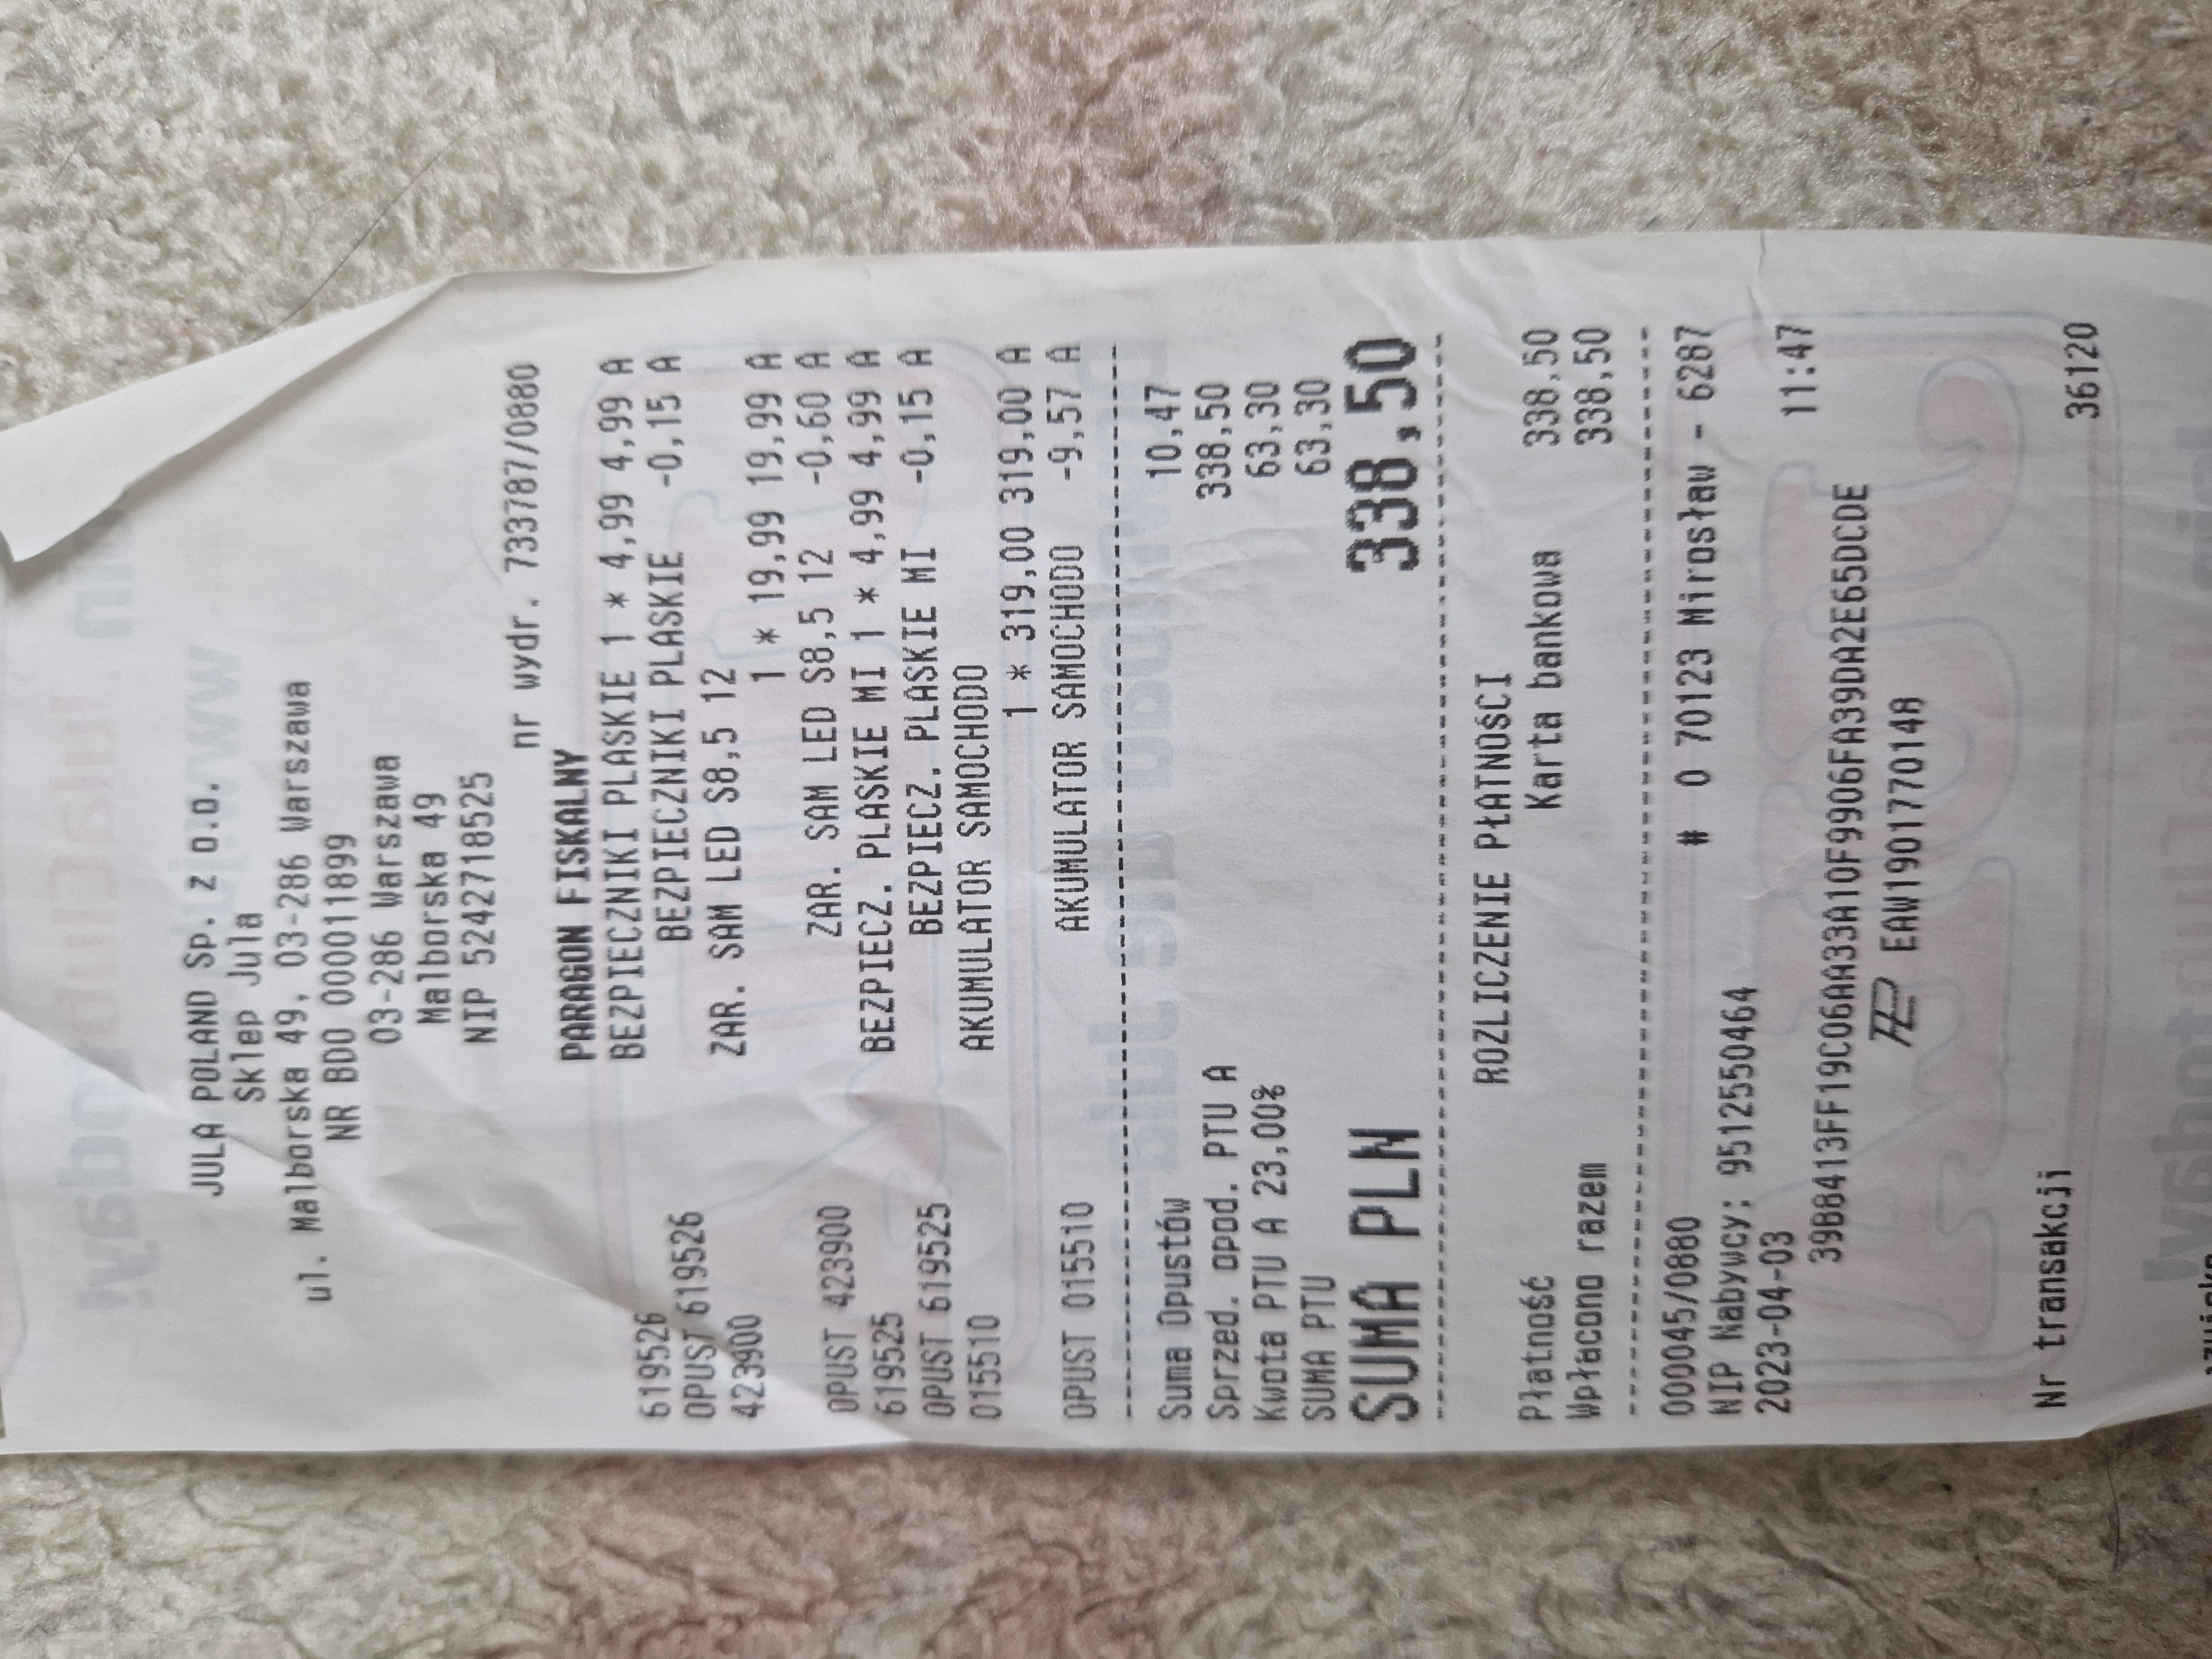 JULA POLAND Sp. z o.o.
Sklep Jula
ul. Malborska 49, 03-286 Warszawa
NR BDO 000011899
03-286 Warszawa
Malborska 49
NIP 5242718525
nr wydr. 733787/0880
PARAGON FISKALNY
619526 BEZPIECZNIKI PLASKIE 1 * 4,99 4,99 A
OPUST 619526 BEZPIECZNIKI PLASKIE -0,15 A
423900 ZAR. SAM LED S8,5 12
1 * 19,99 19,99 A
OPUST 423900 ZAR. SAM LED S8,5 12 -0,60 A
619525 BEZPIECZ. PLASKIE MI 1 * 4,99 4,99 A
OPUST 619525 BEZPIECZ. PLASKIE MI -0,15 A
015510 AKUMULATOR SAMOCHODO
1 * 319,00 319,00 A
OPUST 015510 AKUMULATOR SAMOCHODO -9,57 A
Suma Opustów 10,47
Sprzed. opod. PTU A 338,50
Kwota PTU A 23,00% 63,30
SUMA PTU 63,30
SUMA PLN 338,50
ROZLICZENIE PŁATNOŚCI
Płatność Karta bankowa 338,50
Wpłacono razem 338,50
000045/0880 # 0 70123 Mirosław - 6287
NIP Nabywcy: 9512550464
2023-04-03 11:47
39B8413FF19C06AA33A10F9906FA39DA2E65DCDE
EAW1901770148
Nr transakcji
36120